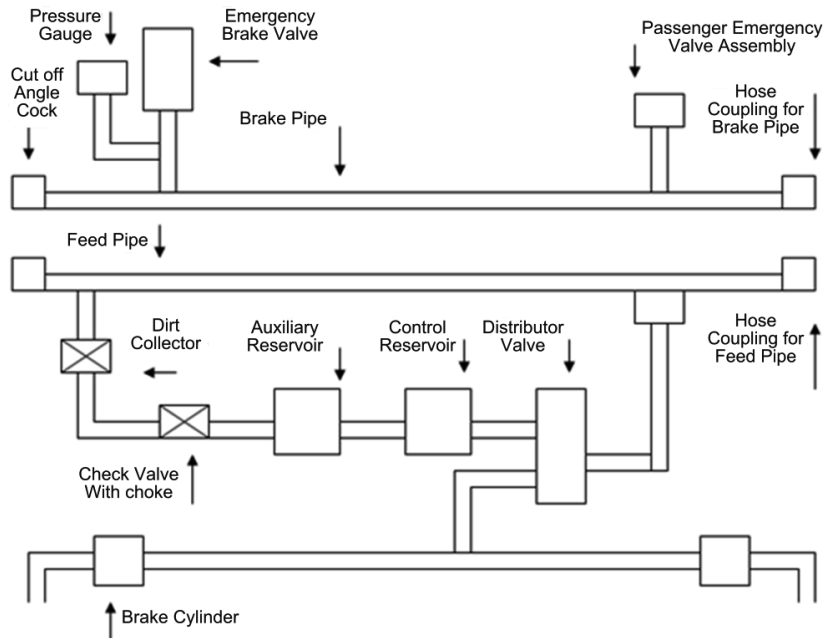 Pressure
Gauge
Emergency
Brake Valve
Passenger Emergency
Valve Assembly
Cut off
Angle
Cock
Brake Pipe
Hose
Coupling for
Brake Pipe
Feed Pipe
Dirt
Collector
Auxiliary
Reservoir
Control
Reservoir
Distributor
Valve
Hose
Coupling for
Feed Pipe
Check Valve
With choke
Brake Cylinder